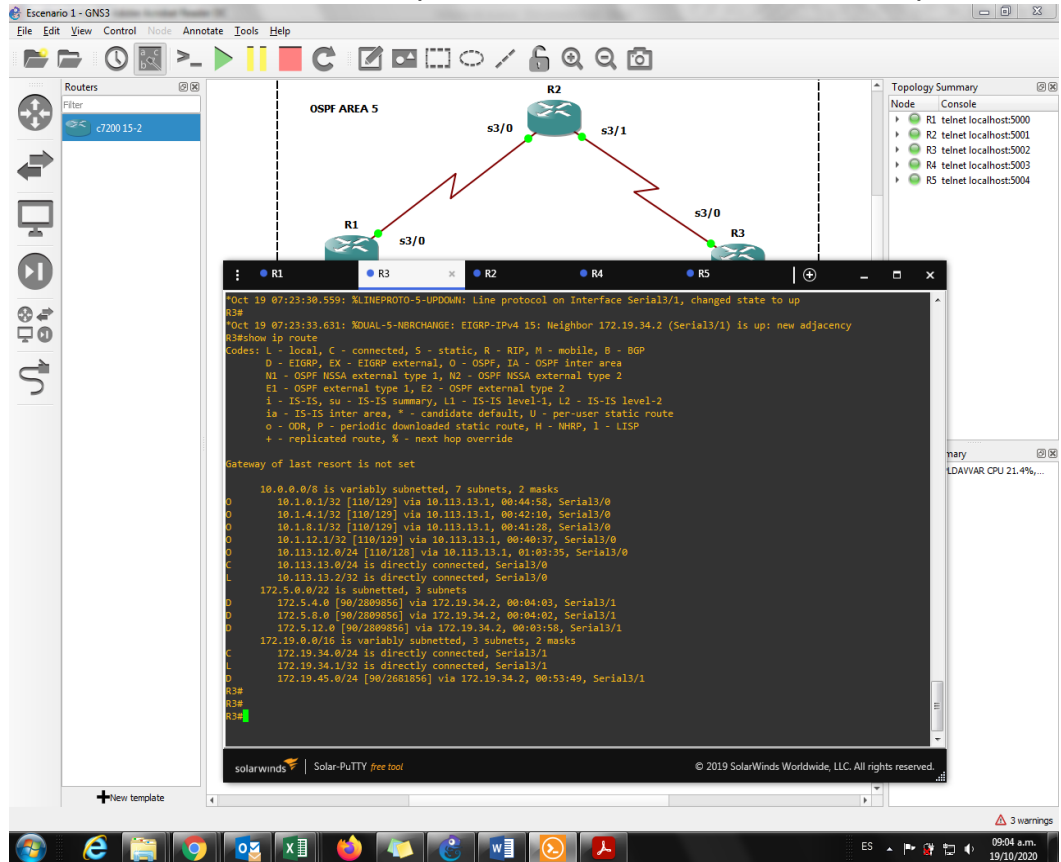 Escenario 1 - GNS3
File Edit View Control Node Annotate Tools Help
Routers
Filter
c7200 15-2
New template
OSPF AREA 5
R2
s3/0
s3/1
R1
s3/0
s3/0
R3
Topology Summary
Node Console
R1 telnet localhost:5000
R2 telnet localhost:5001
R3 telnet localhost:5002
R4 telnet localhost:5003
R5 telnet localhost:5004
R1 R3 R2 R4 R5
*Oct 19 07:23:30.559: %LINEPROTO-5-UPDOWN: Line protocol on Interface Serial3/1, changed state to up
R3#
*Oct 19 07:23:33.631: %DUAL-5-NBRCHANGE: EIGRP-IPv4 15: Neighbor 172.19.34.2 (Serial3/1) is up: new adjacency
R3#show ip route
Codes: L - local, C - connected, S - static, R - RIP, M - mobile, B - BGP
D - EIGRP, EX - EIGRP external, O - OSPF, IA - OSPF inter area
N1 - OSPF NSSA external type 1, N2 - OSPF NSSA external type 2
E1 - OSPF external type 1, E2 - OSPF external type 2
i - IS-IS, su - IS-IS summary, L1 - IS-IS level-1, L2 - IS-IS level-2
ia - IS-IS inter area, * - candidate default, U - per-user static route
o - ODR, P - periodic downloaded static route, H - NHRP, l - LISP
+ - replicated route, % - next hop override
Gateway of last resort is not set
10.0.0.0/8 is variably subnetted, 7 subnets, 2 masks
O 10.1.0.1/32 [110/129] via 10.113.13.1, 00:44:58, Serial3/0
O 10.1.4.1/32 [110/129] via 10.113.13.1, 00:42:10, Serial3/0
O 10.1.8.1/32 [110/129] via 10.113.13.1, 00:41:28, Serial3/0
O 10.1.12.1/32 [110/129] via 10.113.13.1, 00:40:37, Serial3/0
O 10.113.12.0/24 [110/128] via 10.113.13.1, 01:03:35, Serial3/0
C 10.113.13.0/24 is directly connected, Serial3/0
L 10.113.13.2/32 is directly connected, Serial3/0
172.5.0.0/22 is subnetted, 3 subnets
D 172.5.4.0 [90/2809856] via 172.19.34.2, 00:04:03, Serial3/1
D 172.5.8.0 [90/2809856] via 172.19.34.2, 00:04:02, Serial3/1
D 172.5.12.0 [90/2809856] via 172.19.34.2, 00:03:58, Serial3/1
172.19.0.0/16 is variably subnetted, 3 subnets, 2 masks
C 172.19.34.0/24 is directly connected, Serial3/1
L 172.19.34.1/32 is directly connected, Serial3/1
D 172.19.45.0/24 [90/2681856] via 172.19.34.2, 00:53:49, Serial3/1
R3#
R3#
R3#
solarwinds Solar-PuTTY free tool © 2019 SolarWinds Worldwide, LLC. All rights reserved.
CPU 21.4%,...
3 warnings
ES
09:04 a.m.
19/10/2020